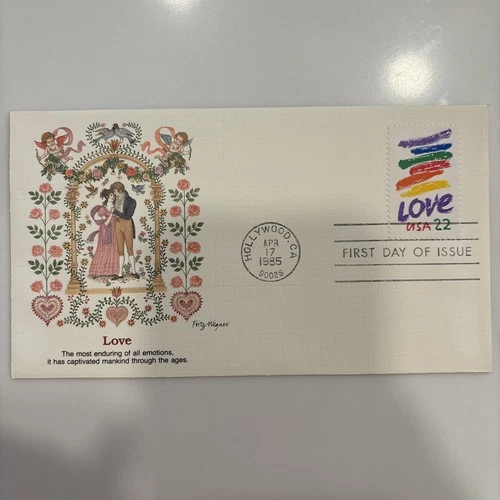 LOVE
USA 22
HOLLYWOOD, CA
APR
17
1985
90028
FIRST DAY OF ISSUE
Fritz Wegner
Love
The most enduring of all emotions,
it has captivated mankind through the ages.